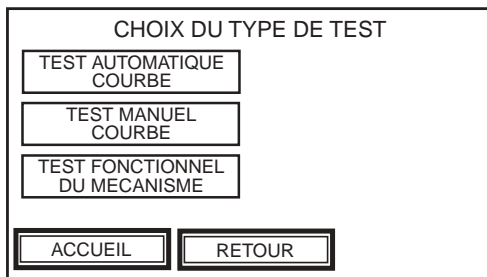 CHOIX DU TYPE DE TEST
TEST AUTOMATIQUE
COURBE
TEST MANUEL
COURBE
TEST FONCTIONNEL
DU MECANISME
ACCUEIL
RETOUR